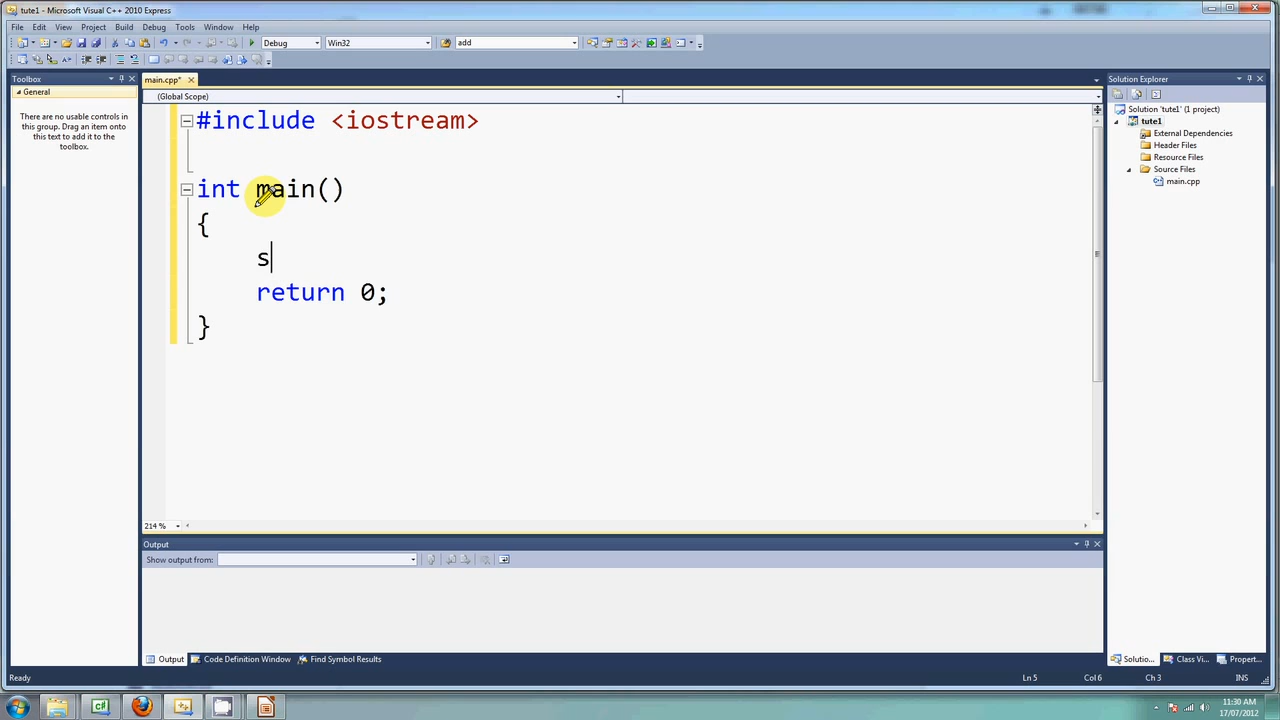 tute1 - Microsoft Visual C++ 2010 Express
File Edit View Project Build Debug Tools Window Help
Debug Win32 add
Toolbox
General
There are no usable controls in
this group. Drag an item onto
this text to add it to the
toolbox.
main.cpp*
(Global Scope)
#include <iostream>
int main()
{
s
return 0;
}
214 %
Output
Show output from:
Output Code Definition Window Find Symbol Results
Solution Explorer
Solution 'tute1' (1 project)
tute1
External Dependencies
Header Files
Resource Files
Source Files
main.cpp
Solutio... Class Vi... Propert...
Ready Ln 5 Col 6 Ch 3 INS
11:30 AM
17/07/2012